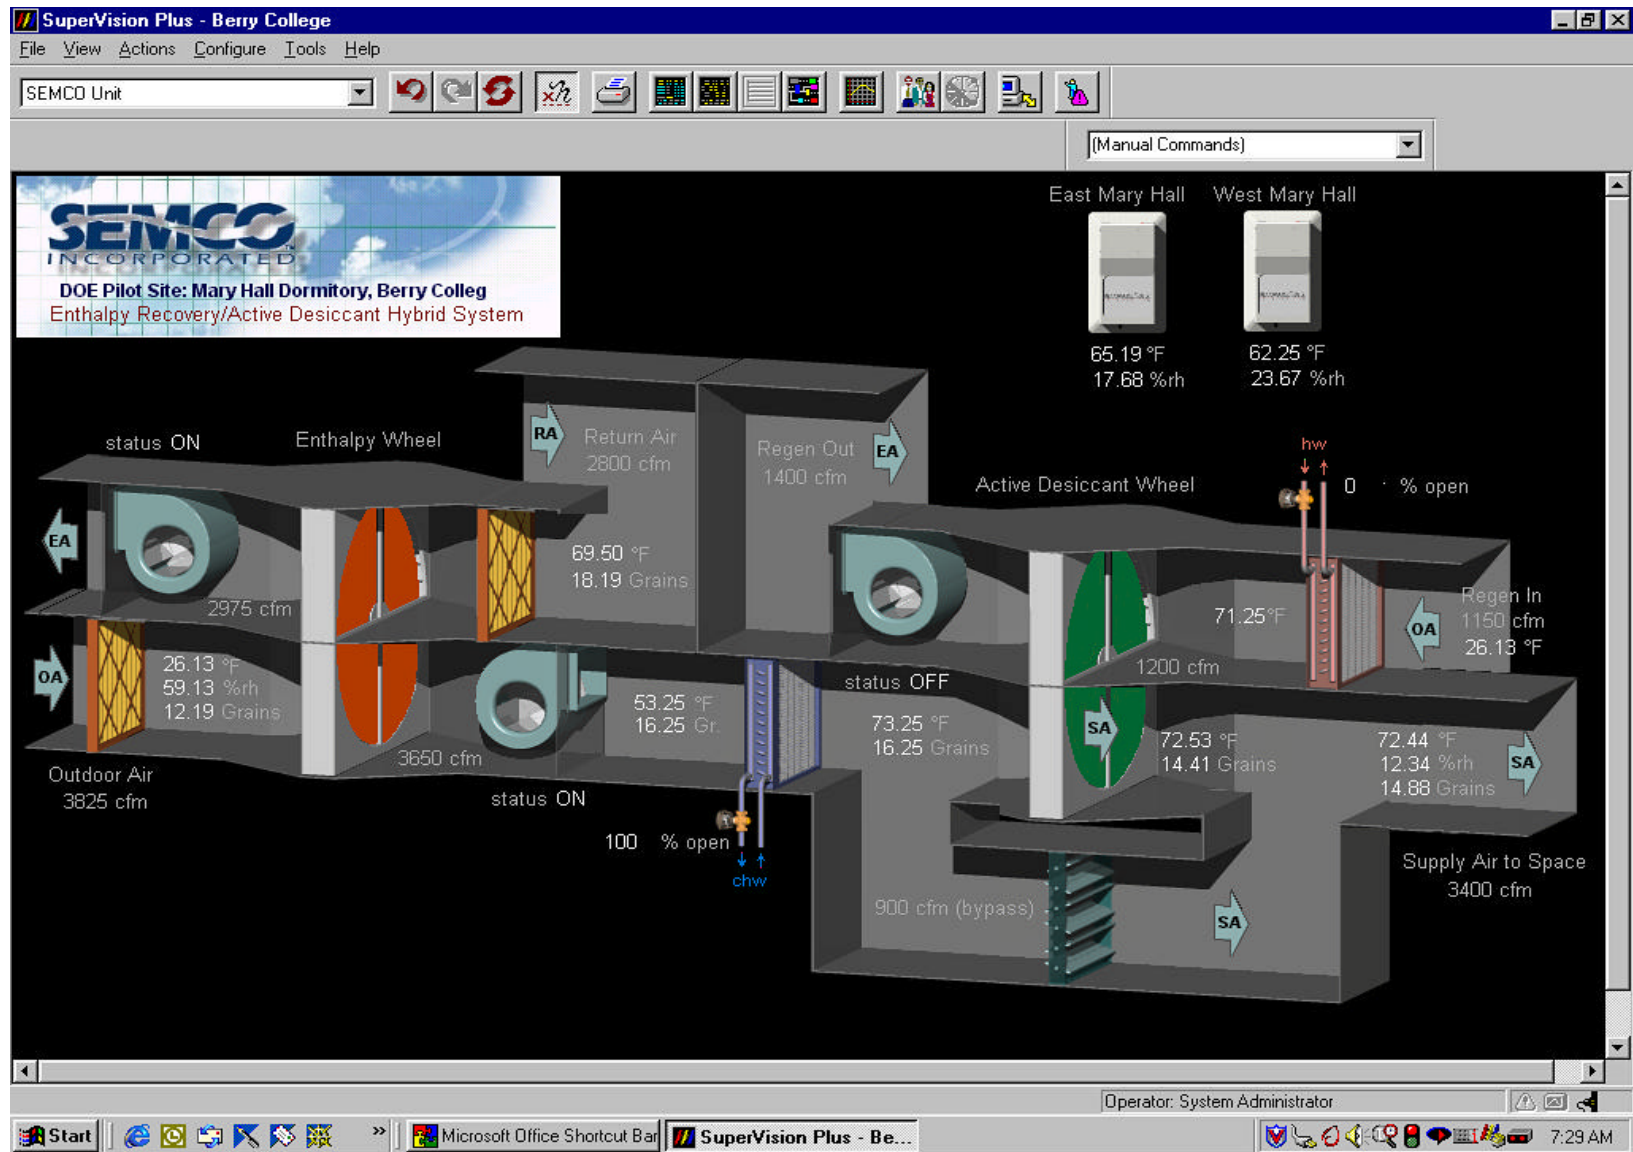 SuperVision Plus - Berry College
File View Actions Configure Tools Help
SEMCO Unit
(Manual Commands)
SEMCO
INCORPORATED
DOE Pilot Site: Mary Hall Dormitory, Berry Colleg
Enthalpy Recovery/Active Desiccant Hybrid System
East Mary Hall
65.19 °F
17.68 %rh
West Mary Hall
62.25 °F
23.67 %rh
status ON
Enthalpy Wheel
RA
Return Air
2800 cfm
Regen Out
1400 cfm
EA
Active Desiccant Wheel
hw
0 % open
EA
2975 cfm
69.50 °F
18.19 Grains
71.25°F
Regen In
1150 cfm
26.13 °F
OA
OA
26.13 °F
59.13 %rh
12.19 Grains
3650 cfm
53.25 °F
16.25 Gr.
status OFF
73.25 °F
16.25 Grains
1200 cfm
SA
72.53 °F
14.41 Grains
72.44 °F
12.34 %rh
14.88 Grains
SA
Outdoor Air
3825 cfm
status ON
100 % open
chw
900 cfm (bypass)
SA
Supply Air to Space
3400 cfm
Operator: System Administrator
Start
»
Microsoft Office Shortcut Bar
SuperVision Plus - Be...
7:29 AM